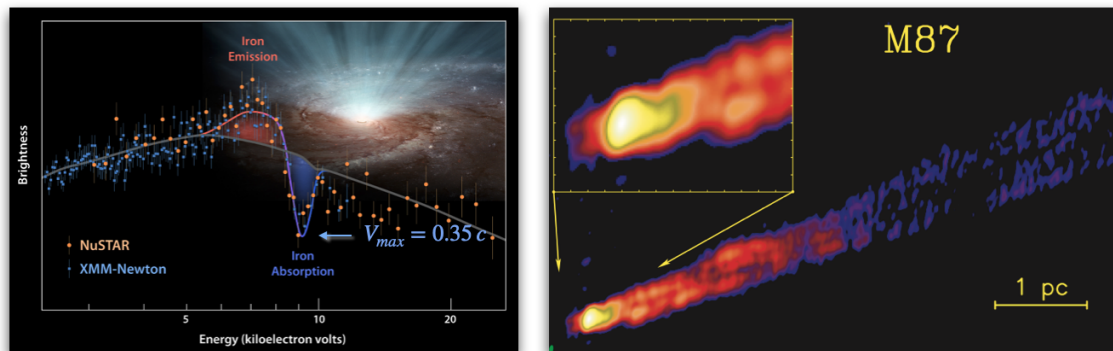 Iron
Emission
Brightness
V_max = 0.35 c
NuSTAR
XMM-Newton
Iron
Absorption
5
10
20
Energy (kiloelectron volts)
M87
1 pc